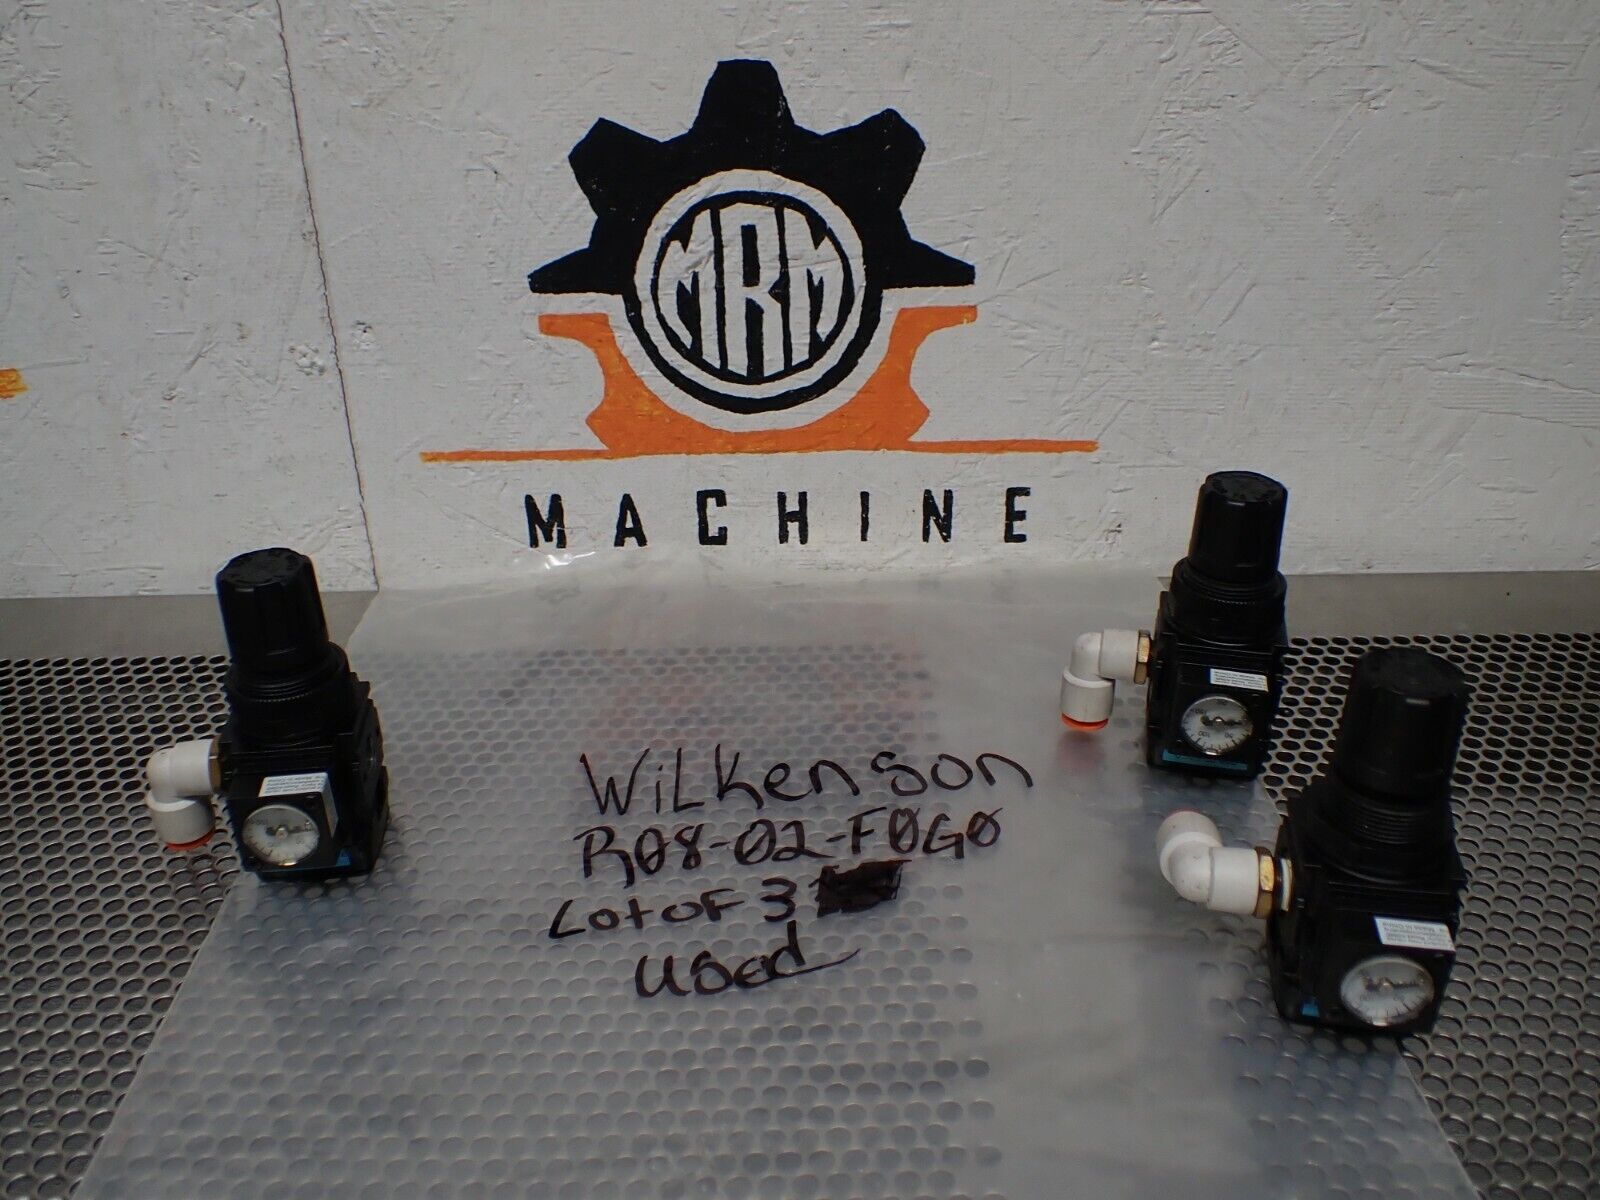 MRM
MACHINE
WiLKenson
R08-02-F0G0
Lot of 3
Used